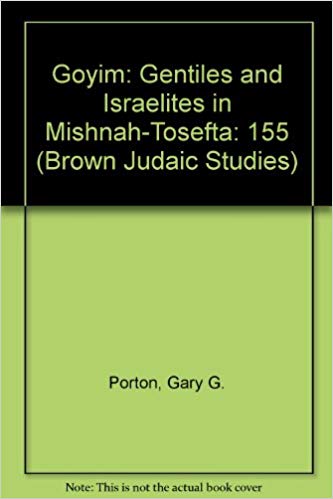 Goyim: Gentiles and
Israelites in
Mishnah-Tosefta: 155
(Brown Judaic Studies)
Porton, Gary G.
Note: This is not the actual book cover